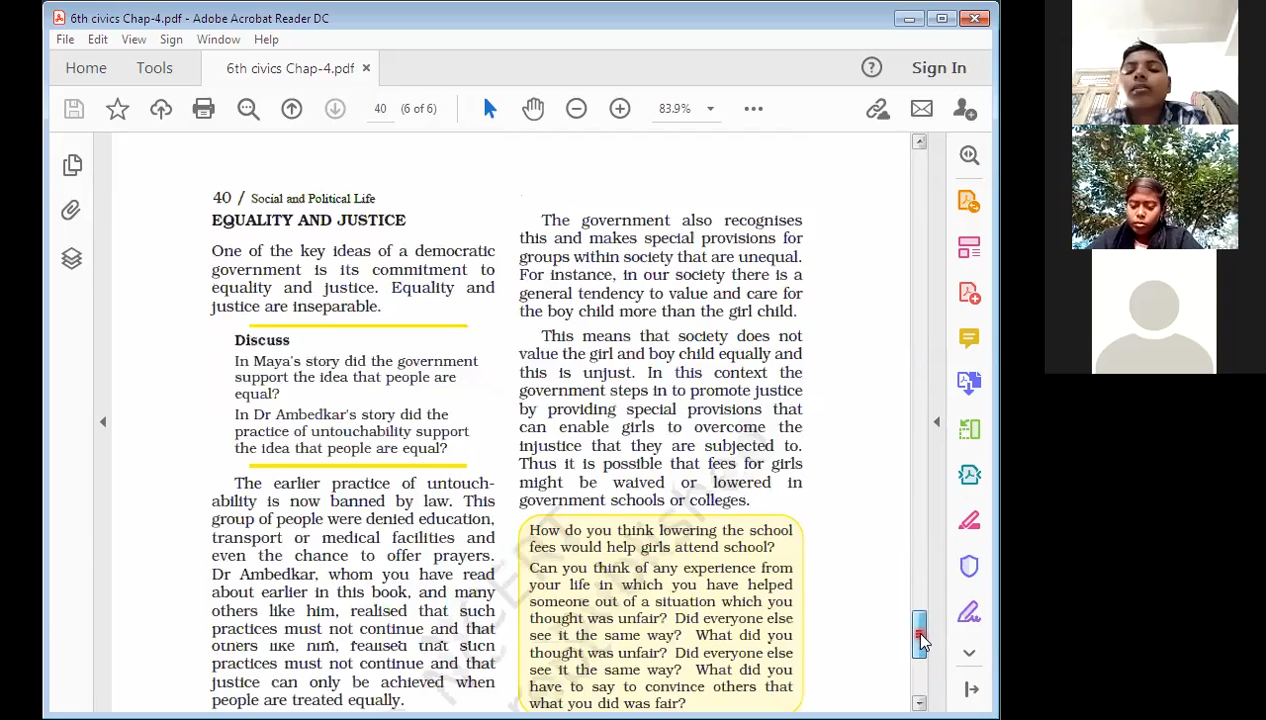 6th civics Chap-4.pdf - Adobe Acrobat Reader DC
File Edit View Sign Window Help
Home Tools 6th civics Chap-4.pdf × Sign In
40 (6 of 6) 83.9%
40 / Social and Political Life
EQUALITY AND JUSTICE
One of the key ideas of a democratic
government is its commitment to
equality and justice. Equality and
justice are inseparable.
Discuss
In Maya's story did the government
support the idea that people are
equal?
In Dr Ambedkar's story did the
practice of untouchability support
the idea that people are equal?
The earlier practice of untouch-
ability is now banned by law. This
group of people were denied education,
transport or medical facilities and
even the chance to offer prayers.
Dr Ambedkar, whom you have read
about earlier in this book, and many
others like him, realised that such
practices must not continue and that
others like him, realised that such
practices must not continue and that
justice can only be achieved when
people are treated equally.
The government also recognises
this and makes special provisions for
groups within society that are unequal.
For instance, in our society there is a
general tendency to value and care for
the boy child more than the girl child.
This means that society does not
value the girl and boy child equally and
this is unjust. In this context the
government steps in to promote justice
by providing special provisions that
can enable girls to overcome the
injustice that they are subjected to.
Thus it is possible that fees for girls
might be waived or lowered in
government schools or colleges.
How do you think lowering the school
fees would help girls attend school?
Can you think of any experience from
your life in which you have helped
someone out of a situation which you
thought was unfair? Did everyone else
see it the same way? What did you
thought was unfair? Did everyone else
see it the same way? What did you
have to say to convince others that
what you did was fair?